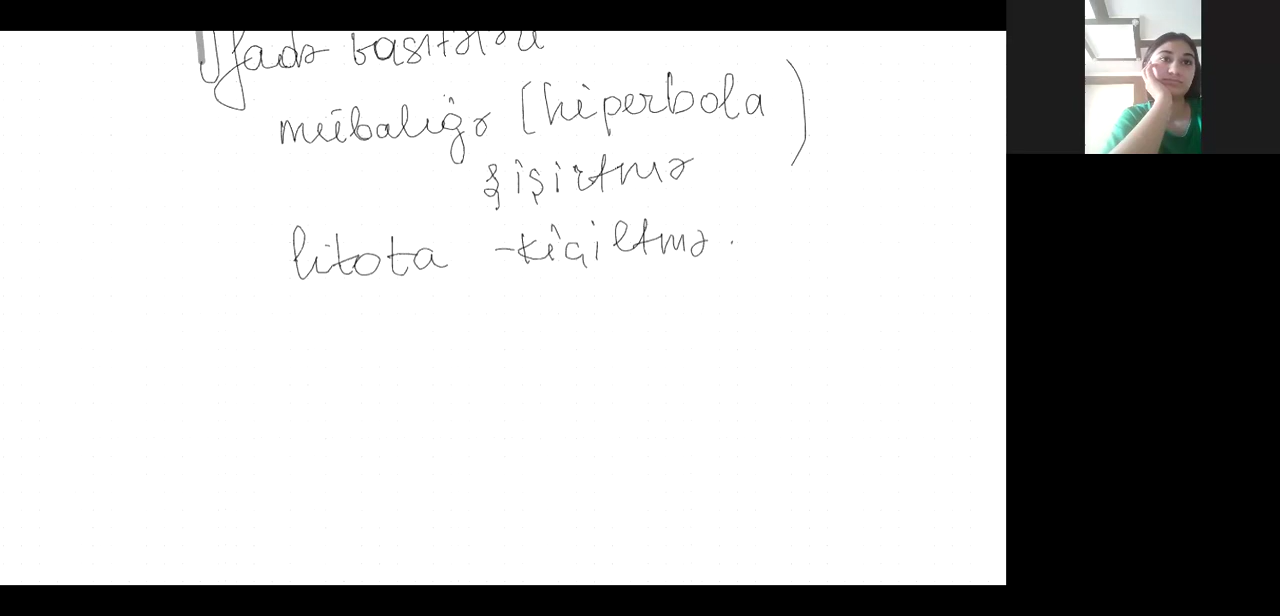 İfadə vasitələri
mübaliğə (hiperbola)
şişirtmə
litota - kiçiltmə.